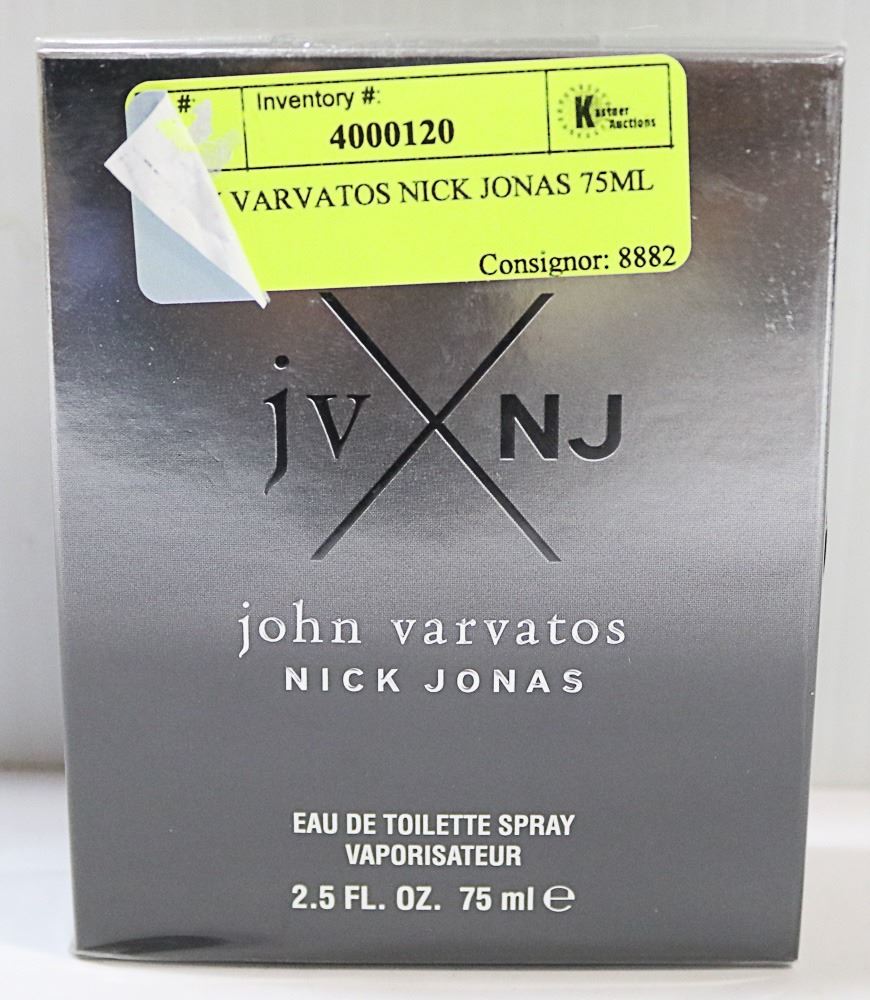 #:
Inventory #:
4000120
Kastner
Auctions
VARVATOS NICK JONAS 75ML
Consignor: 8882
jv X NJ
john varvatos
NICK JONAS
EAU DE TOILETTE SPRAY
VAPORISATEUR
2.5 FL. OZ. 75 ml ℮